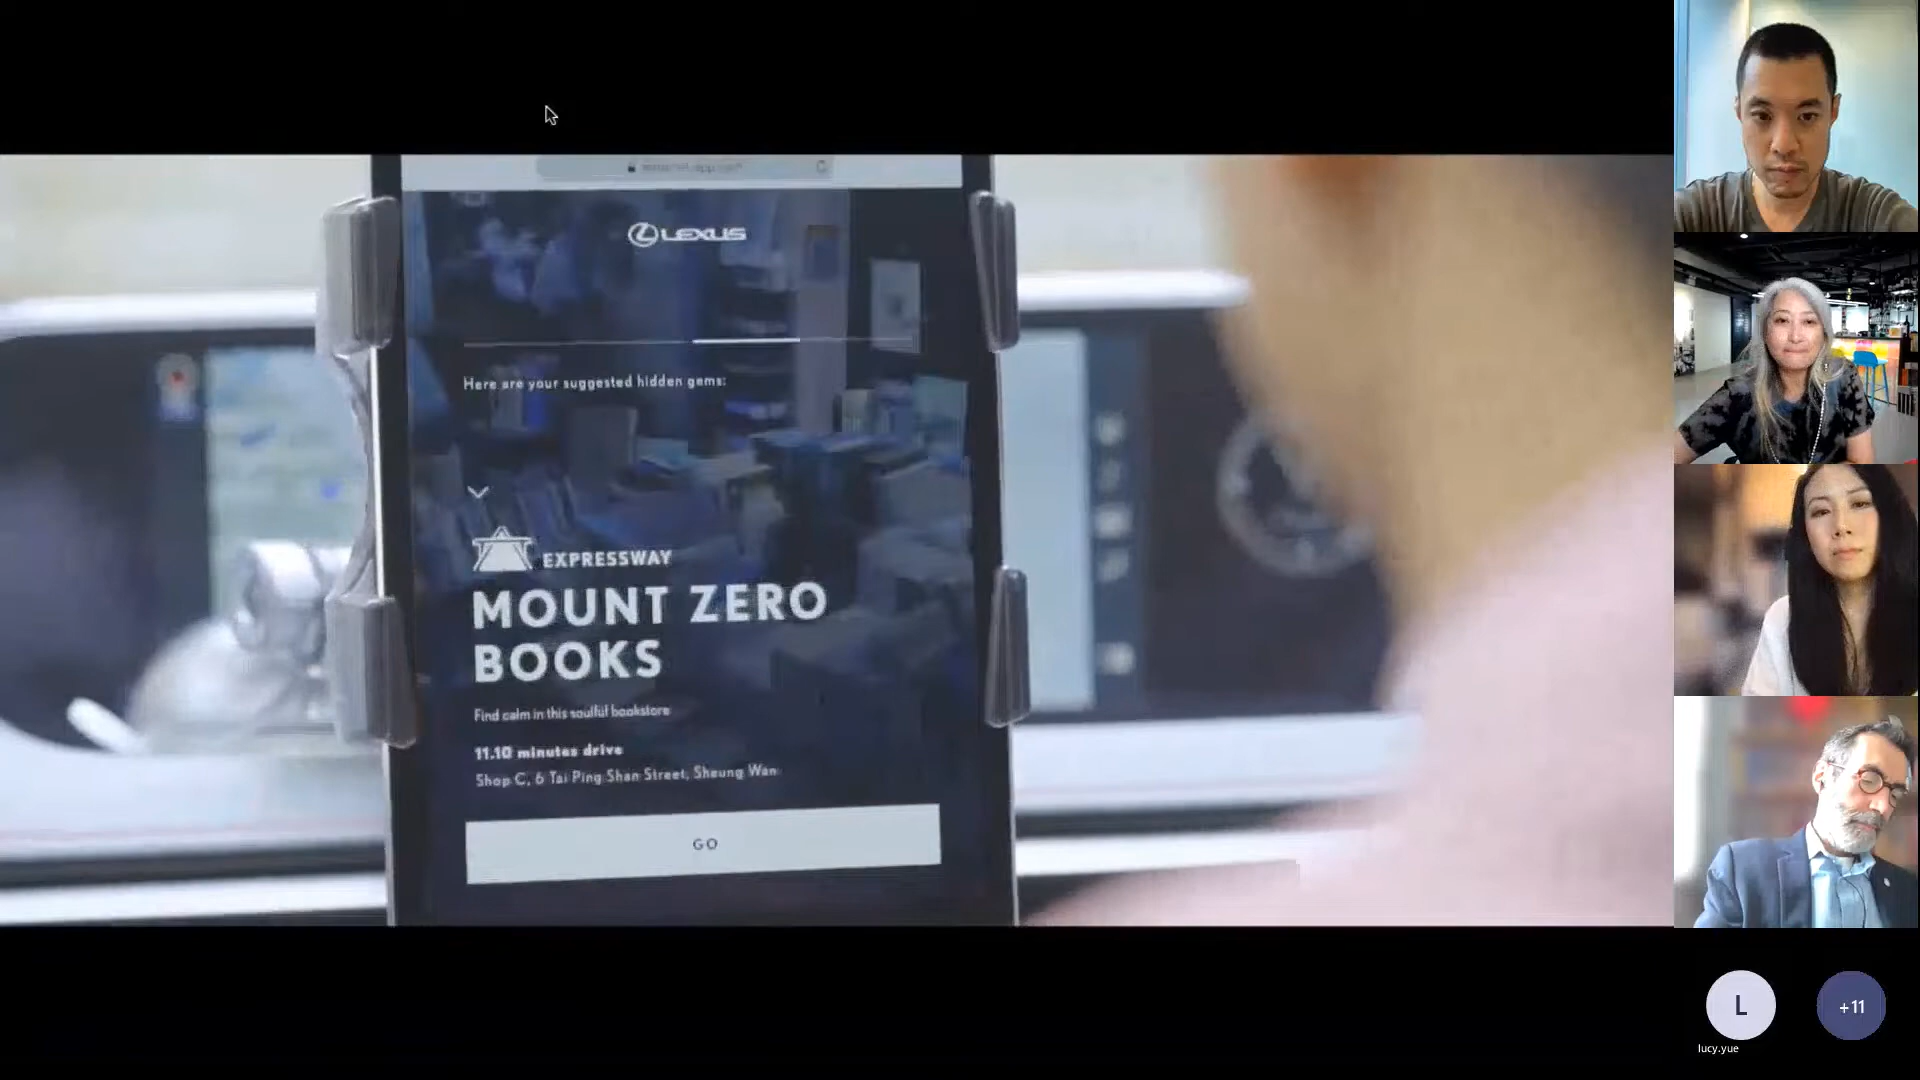 LEXUS
Here are your suggested hidden gems:
EXPRESSWAY
MOUNT ZERO
BOOKS
Find calm in this soulful bookstore
11.10 minutes drive
Shop C, 6 Tai Ping Shan Street, Sheung Wan
GO
L
+11
lucy.yue